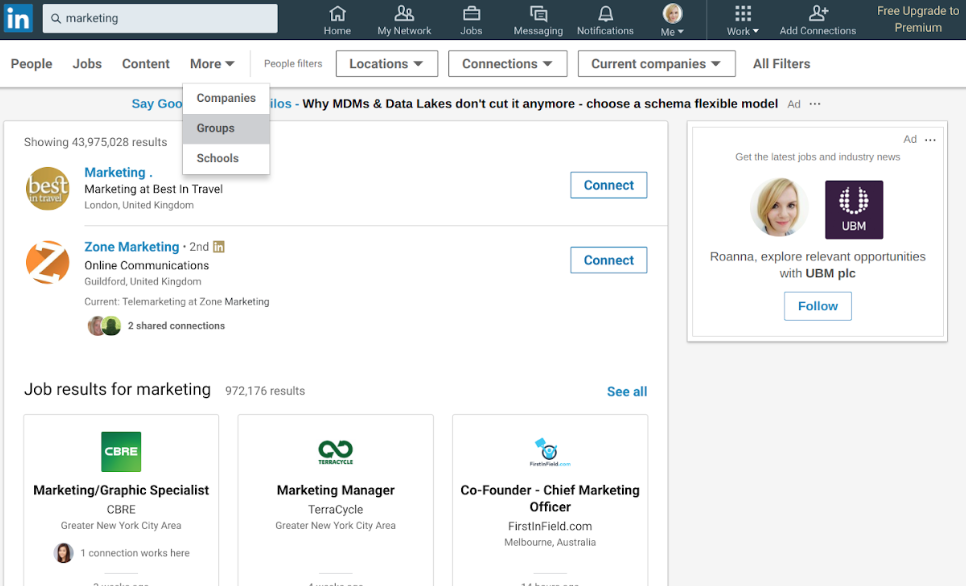 in
marketing
Home
My Network
Jobs
Messaging
Notifications
Me
Work
Add Connections
Free Upgrade to
Premium
People
Jobs
Content
More
People filters
Locations
Connections
Current companies
All Filters
Companies
Groups
Schools
Say Goo ilos - Why MDMs & Data Lakes don't cut it anymore - choose a schema flexible model Ad ...
Showing 43,975,028 results
best
in travel
Marketing .
Marketing at Best In Travel
London, United Kingdom
Connect
Zone Marketing • 2nd in
Online Communications
Guildford, United Kingdom
Current: Telemarketing at Zone Marketing
2 shared connections
Connect
Ad ...
Get the latest jobs and industry news
UBM
Roanna, explore relevant opportunities
with UBM plc
Follow
Job results for marketing 972,176 results
See all
CBRE
Marketing/Graphic Specialist
CBRE
Greater New York City Area
1 connection works here
TERRACYCLE
Marketing Manager
TerraCycle
Greater New York City Area
FirstInField.com
Co-Founder - Chief Marketing
Officer
FirstInField.com
Melbourne, Australia